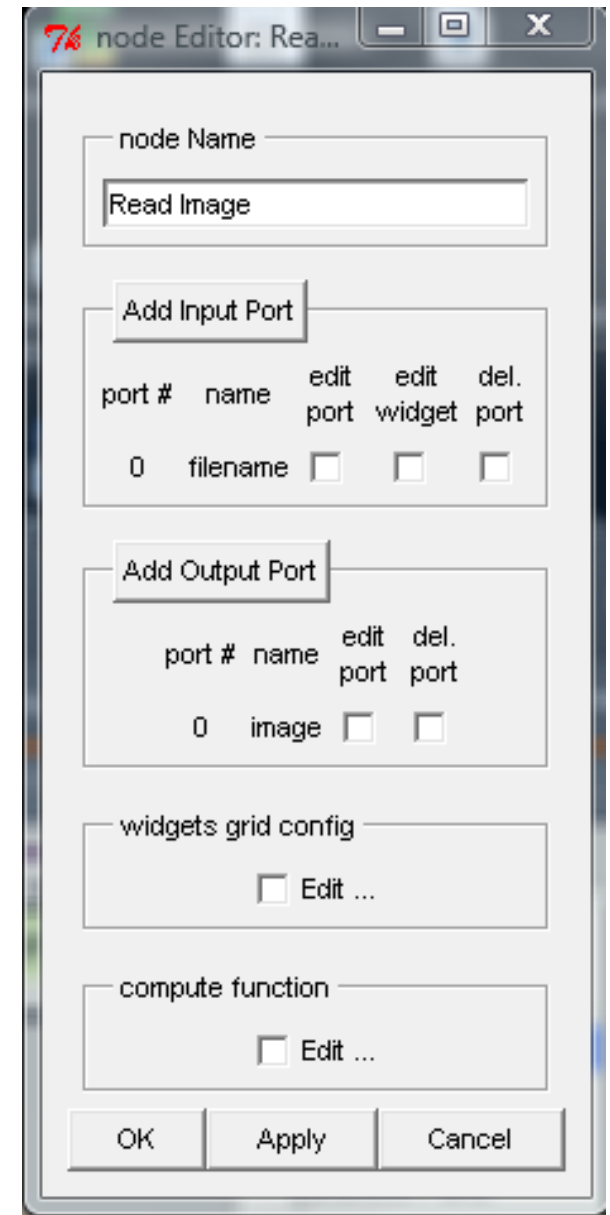 node Editor: Rea...
node Name
Read Image
Add Input Port
port # name edit port edit widget del. port
0 filename
Add Output Port
port # name edit port del. port
0 image
widgets grid config
Edit ...
compute function
Edit ...
OK Apply Cancel